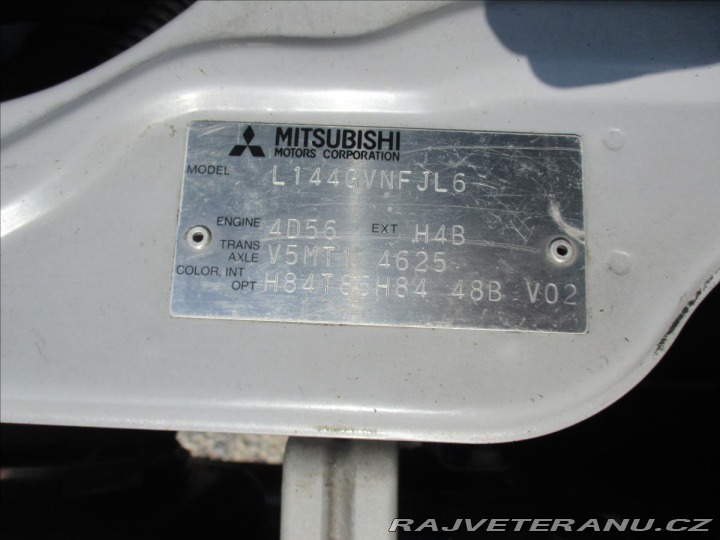 MITSUBISHI
MOTORS CORPORATION
MODEL L144GVNFJL6
ENGINE 4D56 EXT H4B
TRANS AXLE V5MT1 4625
COLOR, INT OPT H84T85H84 48B V02
RAJVETERANU.CZ